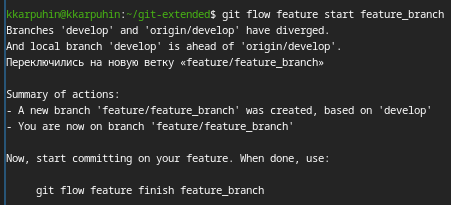 kkarpuhin@kkarpuhin:~/git-extended$ git flow feature start feature_branch
Branches 'develop' and 'origin/develop' have diverged.
And local branch 'develop' is ahead of 'origin/develop'.
Переключились на новую ветку «feature/feature_branch»
Summary of actions:
- A new branch 'feature/feature_branch' was created, based on 'develop'
- You are now on branch 'feature/feature_branch'
Now, start committing on your feature. When done, use:
git flow feature finish feature_branch